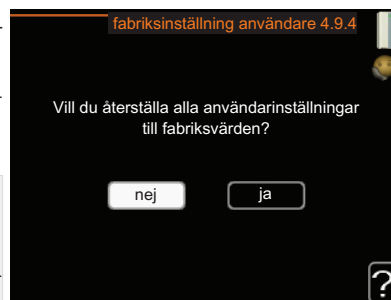 fabriksinställning användare 4.9.4
Vill du återställa alla användarinställningar
till fabriksvärden?
nej
ja
?